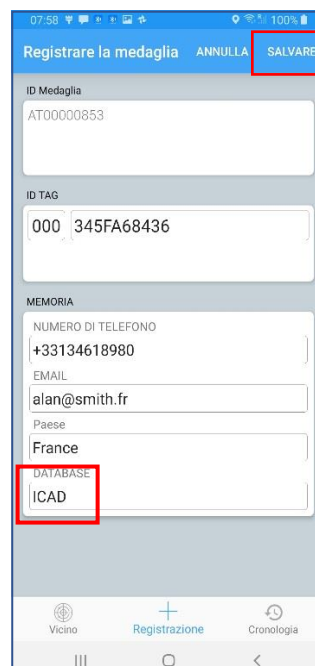 07:58 100%
Registrare la medaglia ANNULLA SALVARE
ID Medaglia
AT00000853
ID TAG
000 345FA68436
MEMORIA
NUMERO DI TELEFONO
+33134618980
EMAIL
alan@smith.fr
Paese
France
DATABASE
ICAD
Vicino Registrazione Cronologia